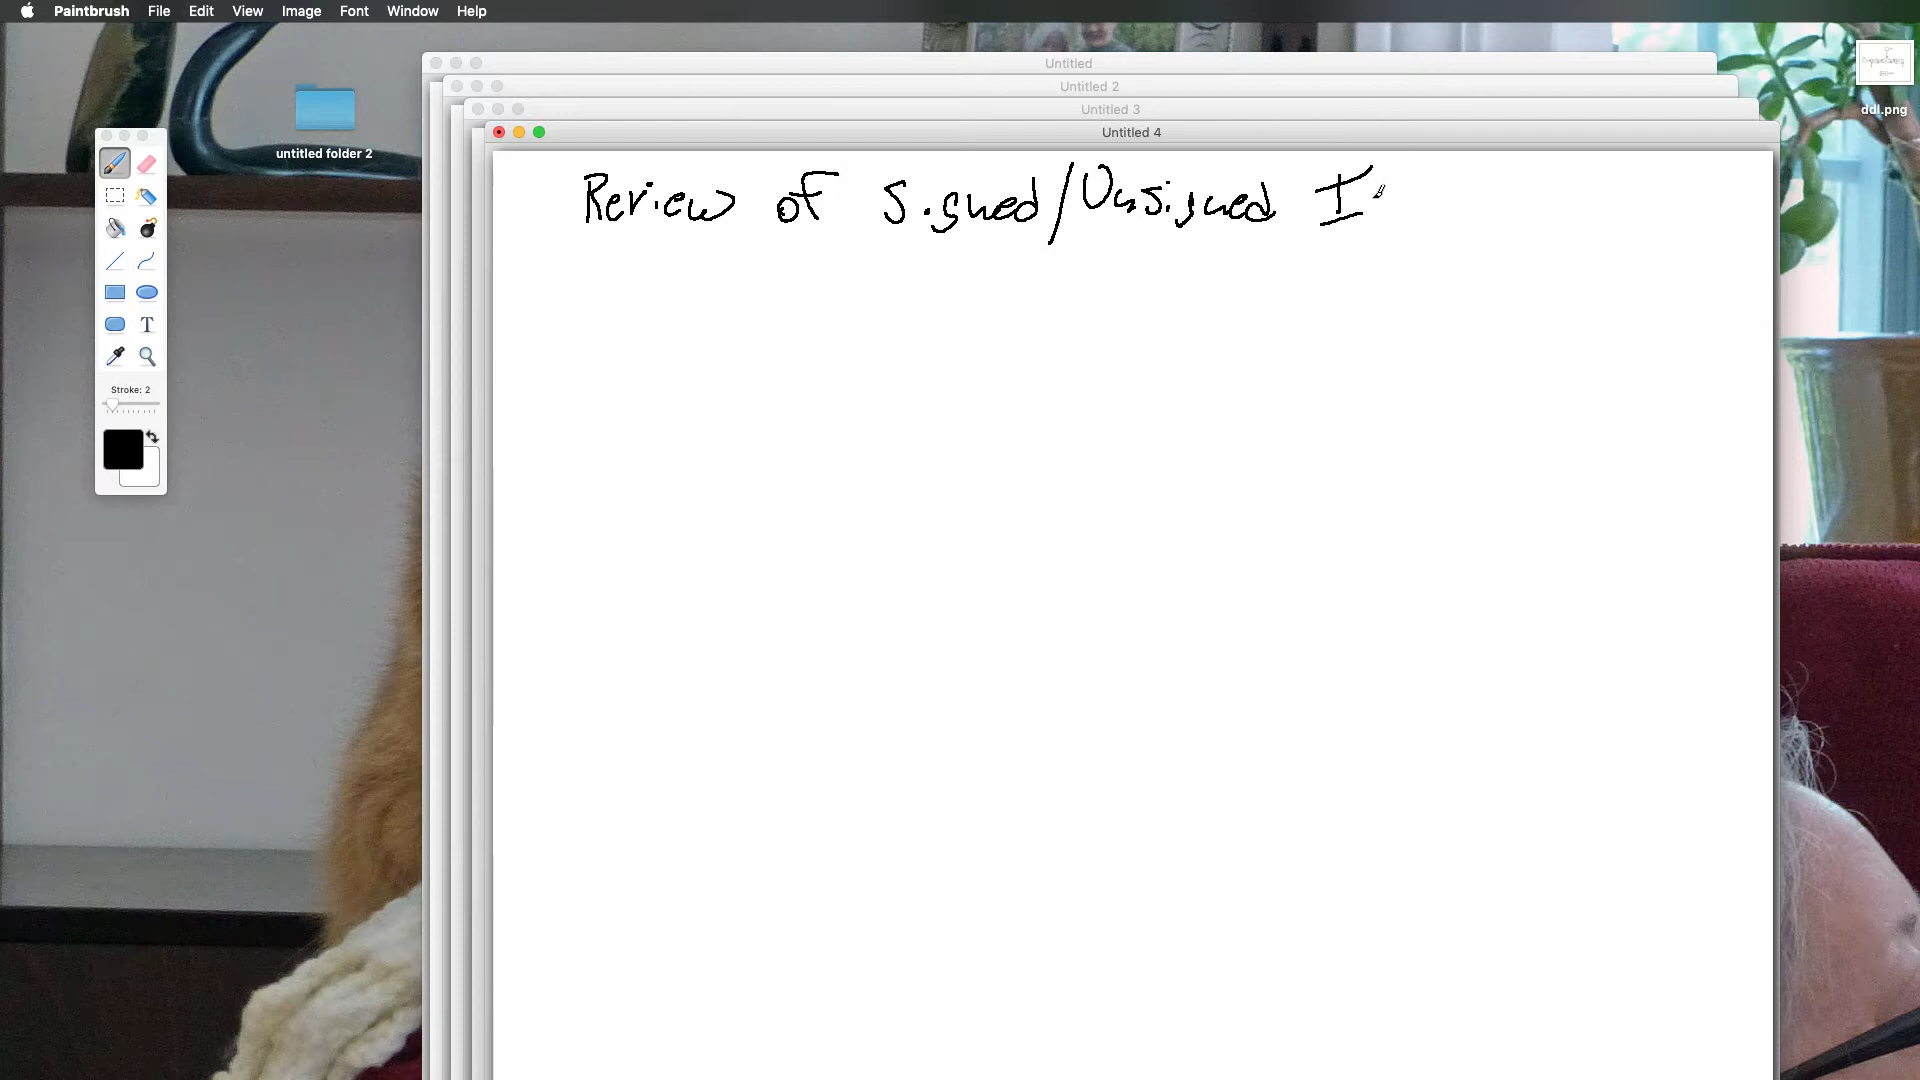 Paintbrush File Edit View Image Font Window Help
Untitled
Untitled 2
Untitled 3
Untitled 4
untitled folder 2
ddl.png
Review of Signed/Unsigned I
Stroke: 2
T